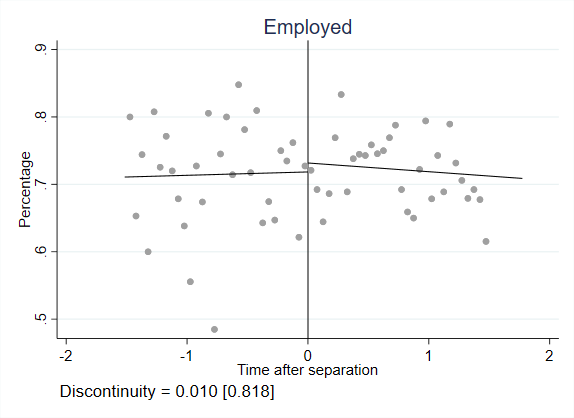 Employed
.9
.8
.7
.6
.5
Percentage
-2 -1 0 1 2
Time after separation
Discontinuity = 0.010 [0.818]